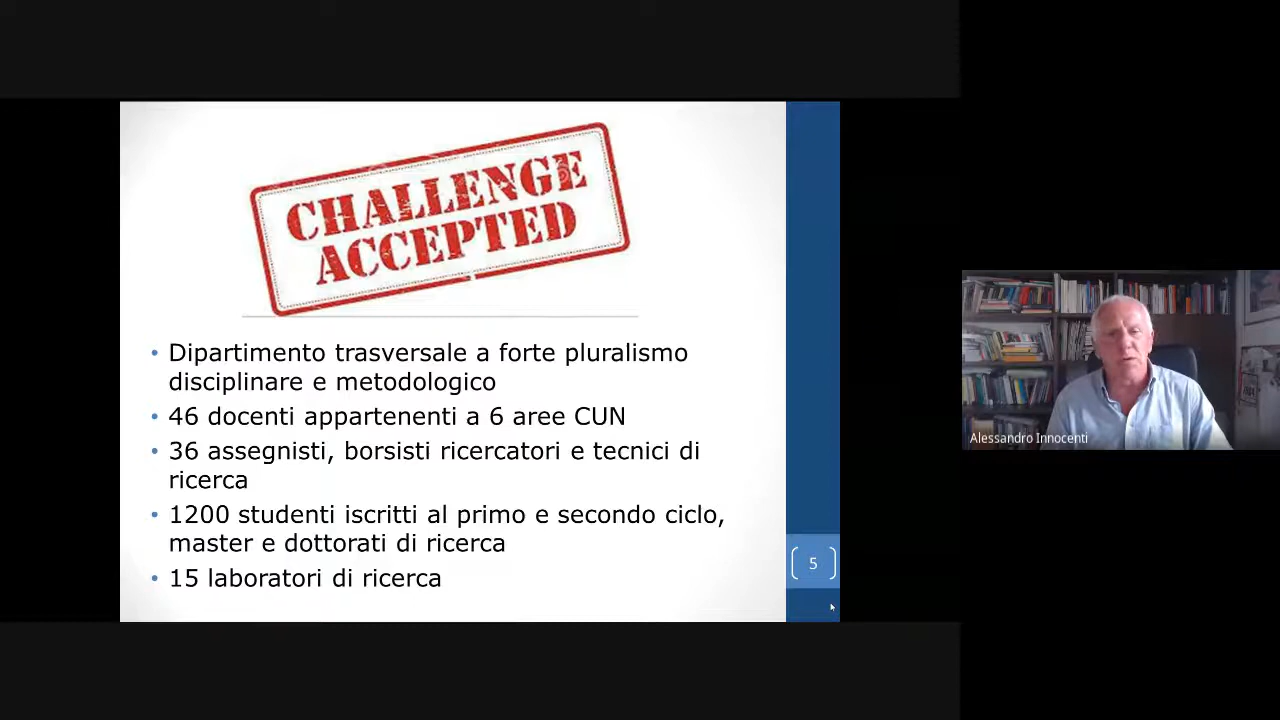 CHALLENGE
ACCEPTED
Dipartimento trasversale a forte pluralismo
disciplinare e metodologico
46 docenti appartenenti a 6 aree CUN
36 assegnisti, borsisti ricercatori e tecnici di
ricerca
1200 studenti iscritti al primo e secondo ciclo,
master e dottorati di ricerca
15 laboratori di ricerca
5
Alessandro Innocenti